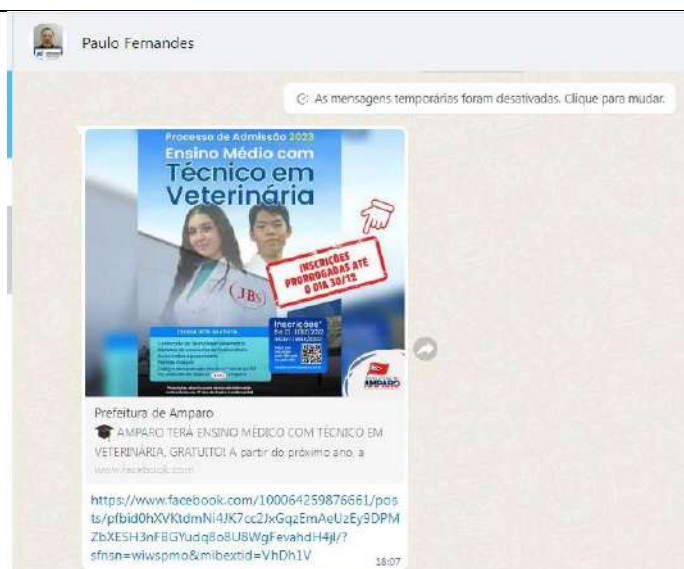 Paulo Fernandes
As mensagens temporárias foram desativadas. Clique para mudar.
Processo de Admissão 2023
Ensino Médio com
Técnico em
Veterinária
INSCRIÇÕES
PRORROGADAS ATÉ
O DIA 30/12
JBS
Inscrições*
AMPARO
Prefeitura de Amparo
AMPARO TERÁ ENSINO MÉDICO COM TÉCNICO EM
VETERINÁRIA, GRATUITO! A partir do próximo ano, a
www.facebook.com
https://www.facebook.com/100064259876661/pos
ts/pfbid0hXVKtdmNi4JK7cc2JxGqzEmAeUzEy9DPM
ZbXESH3nFBGYudq8o8U8WgFevahdH4jl/?
sfnsn=wiwspmo&mibextid=VhDh1V
18:07